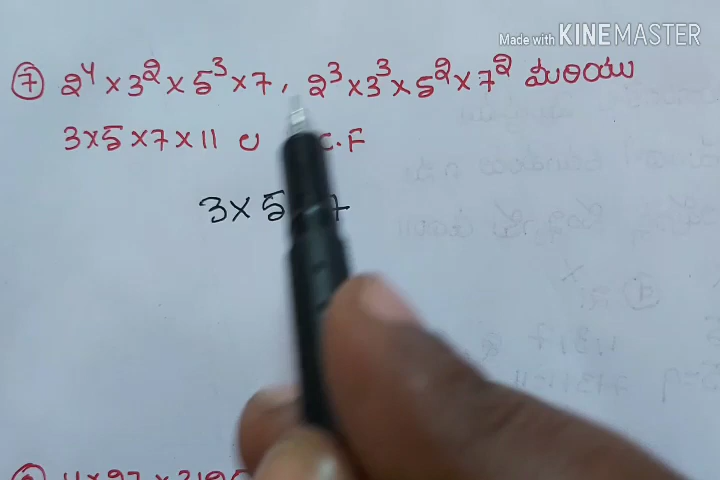 Made with KINEMASTER
⑦ 2⁴ × 3² × 5³ × 7, 2³ × 3³ × 5² × 7² మరియు
3 × 5 × 7 × 11 ల C.F
3 × 5 7